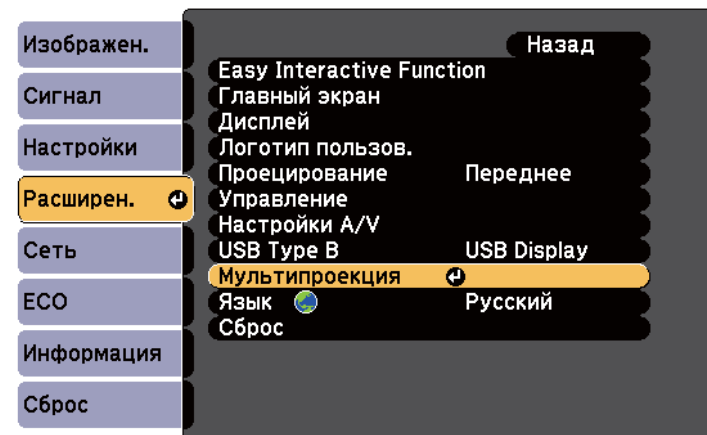 Изображен.
Сигнал
Настройки
Расширен.
Сеть
ECO
Информация
Сброс
Назад
Easy Interactive Function
Главный экран
Дисплей
Логотип пользов.
Проецирование Переднее
Управление
Настройки A/V
USB Type B USB Display
Мультипроекция
Язык Русский
Сброс